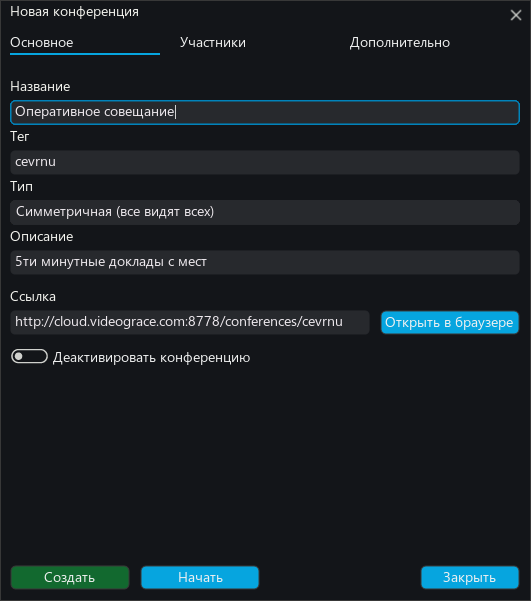 Новая конференция
Основное Участники Дополнительно
Название
Оперативное совещание
Тег
cevrnu
Тип
Симметричная (все видят всех)
Описание
5ти минутные доклады с мест
Ссылка
http://cloud.videograce.com:8778/conferences/cevrnu Открыть в браузере
Деактивировать конференцию
Создать Начать Закрыть